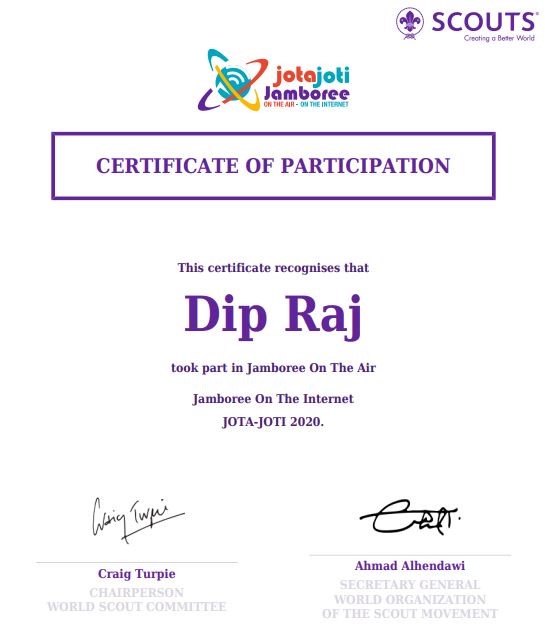 SCOUTS
Creating a Better World
jotajoti
Jamboree
ON THE AIR - ON THE INTERNET
CERTIFICATE OF PARTICIPATION
This certificate recognises that
Dip Raj
took part in Jamboree On The Air
Jamboree On The Internet
JOTA-JOTI 2020.
Craig Turpie
Craig Turpie
CHAIRPERSON
WORLD SCOUT COMMITTEE
Ahmad Alhendawi
SECRETARY GENERAL
WORLD ORGANIZATION
OF THE SCOUT MOVEMENT